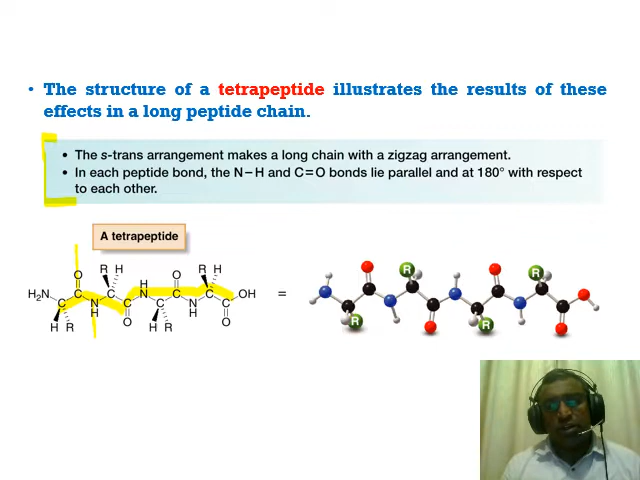 • The structure of a tetrapeptide illustrates the results of these
effects in a long peptide chain.
• The s-trans arrangement makes a long chain with a zigzag arrangement.
• In each peptide bond, the N–H and C=O bonds lie parallel and at 180° with respect
to each other.
A tetrapeptide
O R H H O R H
H2N C C N C C N C C N C C OH =
H R H O H R H O
R R
R R